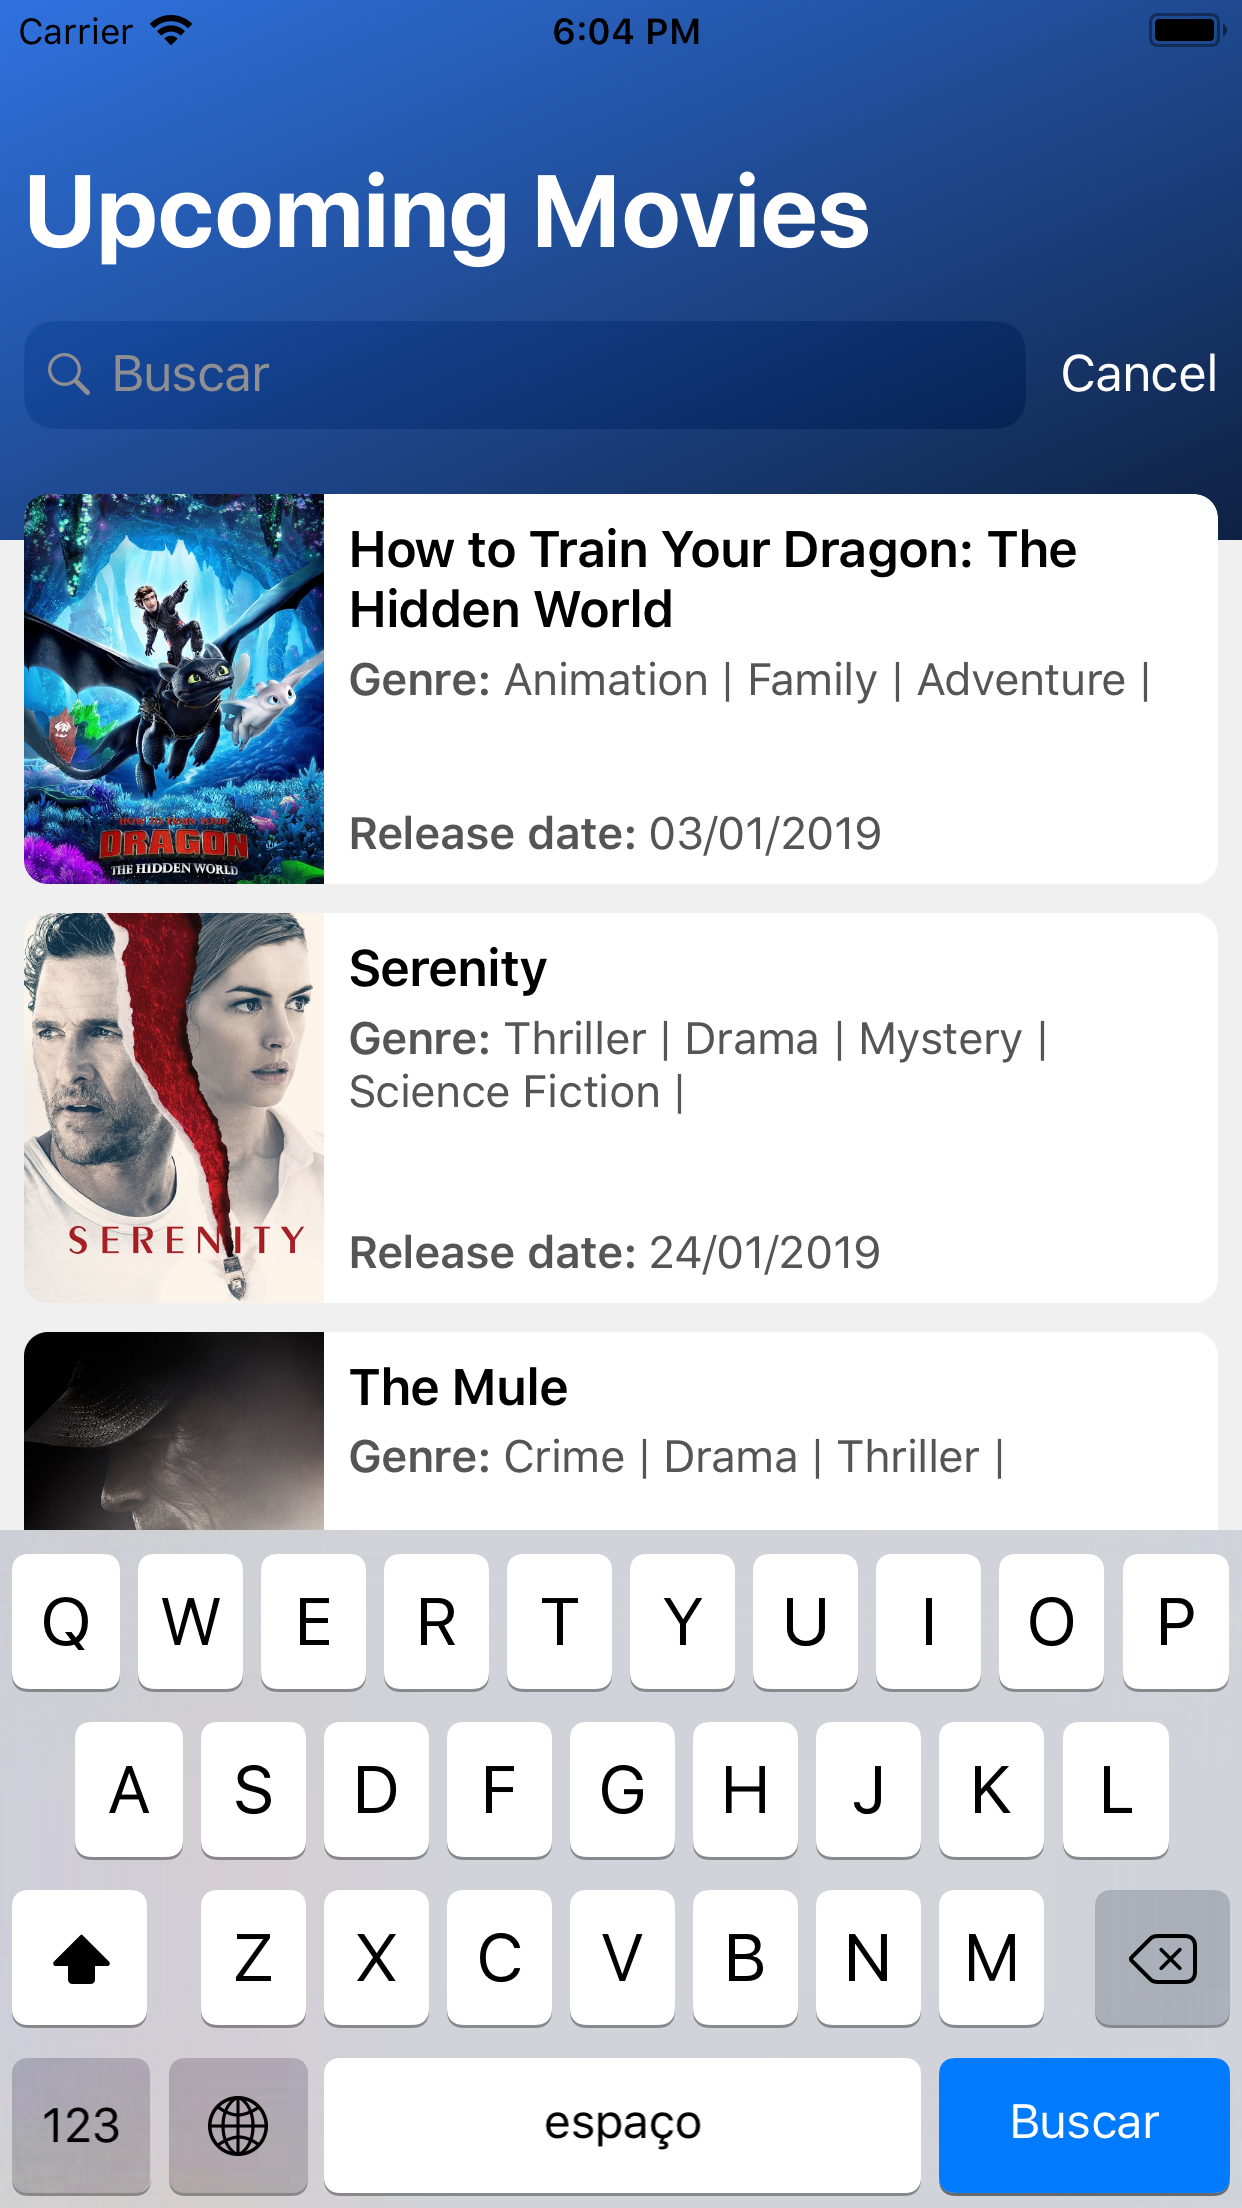 Carrier 6:04 PM
Upcoming Movies
Buscar Cancel
How to Train Your Dragon: The
Hidden World
Genre: Animation | Family | Adventure |
Release date: 03/01/2019
HOW TO TRAIN YOUR
DRAGON
THE HIDDEN WORLD
Serenity
Genre: Thriller | Drama | Mystery |
Science Fiction |
Release date: 24/01/2019
SERENITY
The Mule
Genre: Crime | Drama | Thriller |
Q W E R T Y U I O P
A S D F G H J K L
Z X C V B N M
123 espaço Buscar